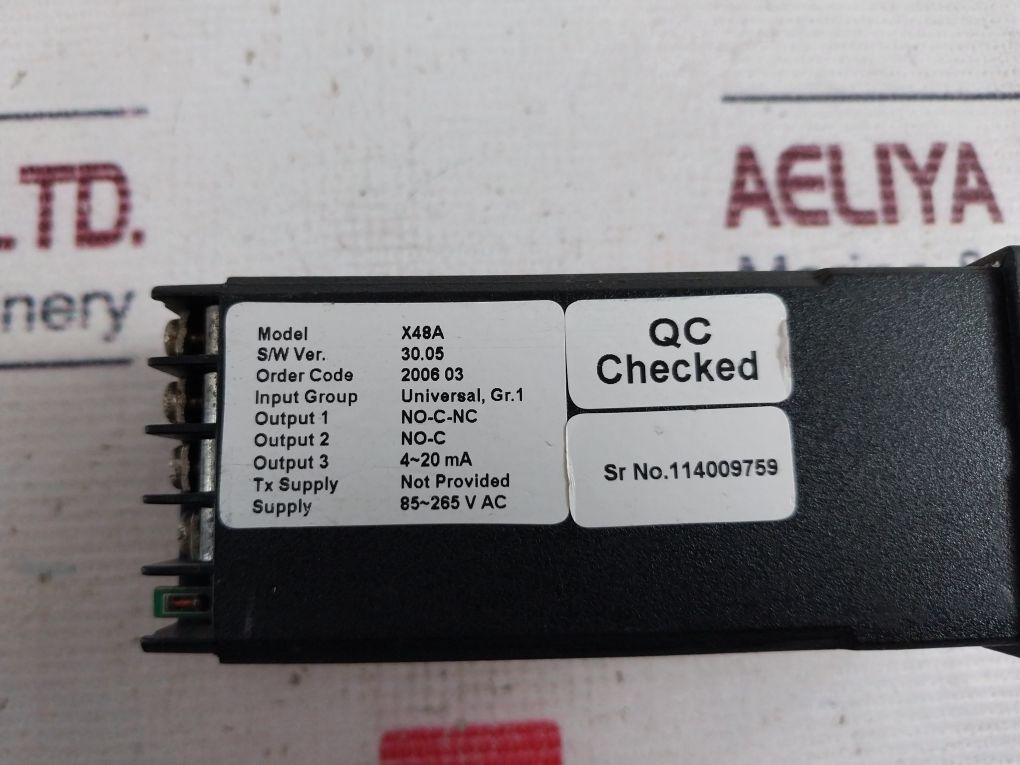 .LTD.
nery
AELIYA
Model X48A
S/W Ver. 30.05
Order Code 2006 03
Input Group Universal, Gr.1
Output 1 NO-C-NC
Output 2 NO-C
Output 3 4~20 mA
Tx Supply Not Provided
Supply 85~265 V AC
QC
Checked
Sr No.114009759